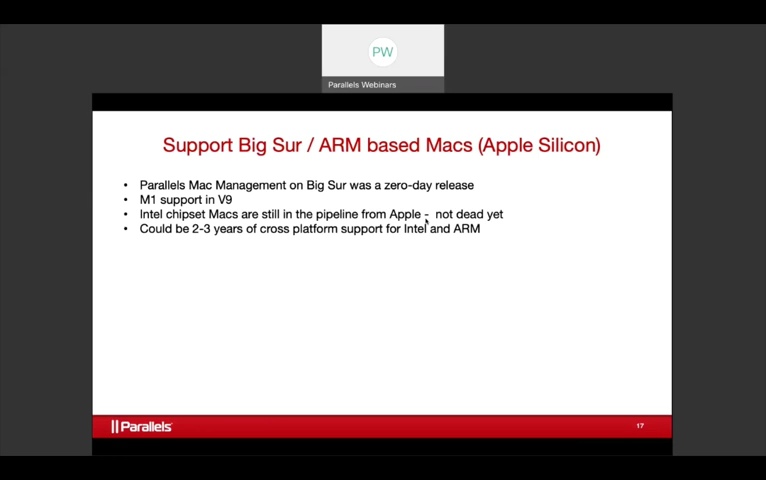 PW
Parallels Webinars
Support Big Sur / ARM based Macs (Apple Silicon)
• Parallels Mac Management on Big Sur was a zero-day release
• M1 support in V9
• Intel chipset Macs are still in the pipeline from Apple - not dead yet
• Could be 2-3 years of cross platform support for Intel and ARM
|| Parallels®
17